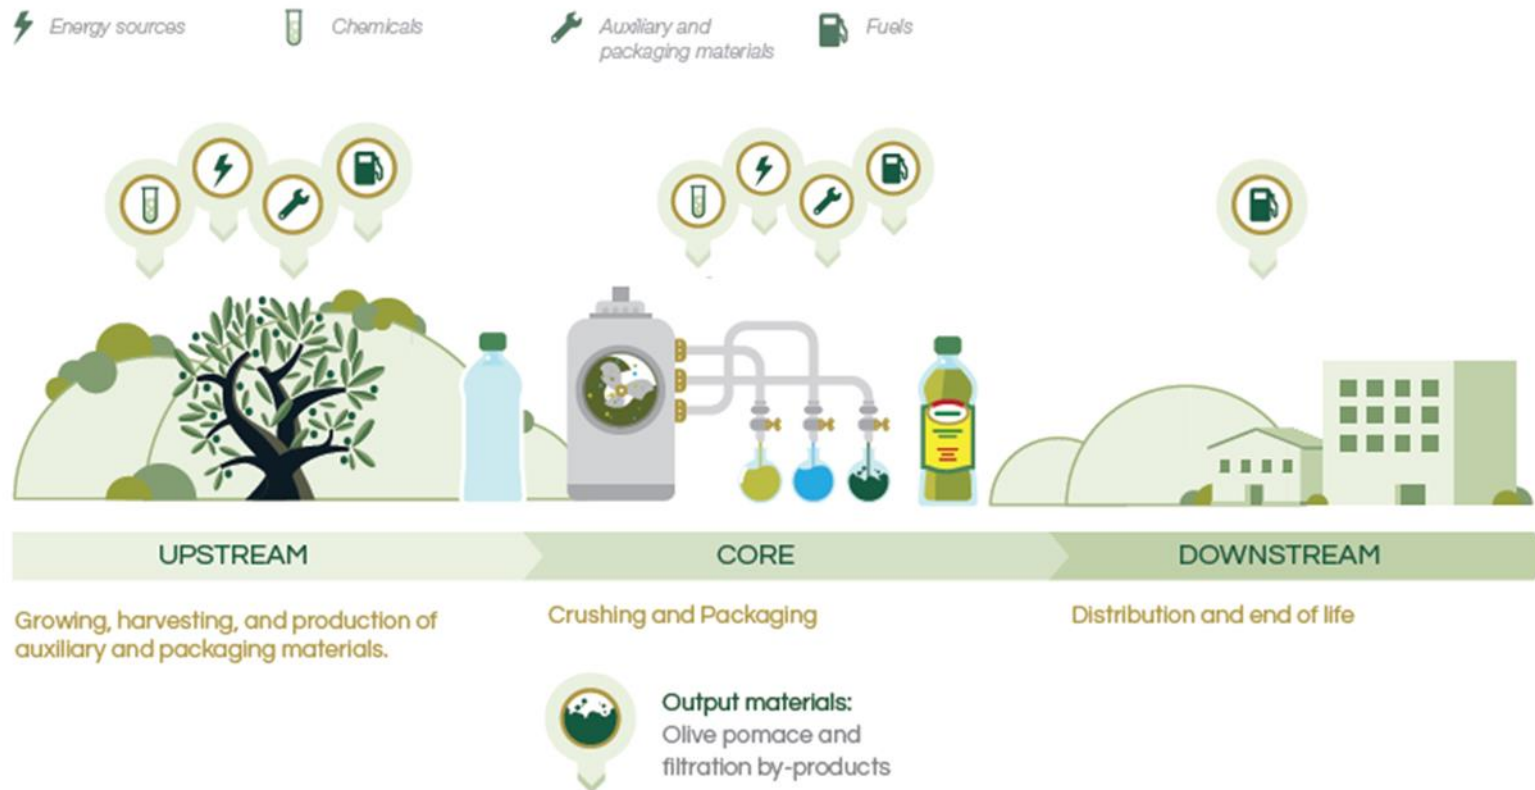 Energy sources
Chemicals
Auxiliary and
packaging materials
Fuels
UPSTREAM
CORE
DOWNSTREAM
Growing, harvesting, and production of
auxiliary and packaging materials.
Crushing and Packaging
Distribution and end of life
Output materials:
Olive pomace and
filtration by-products